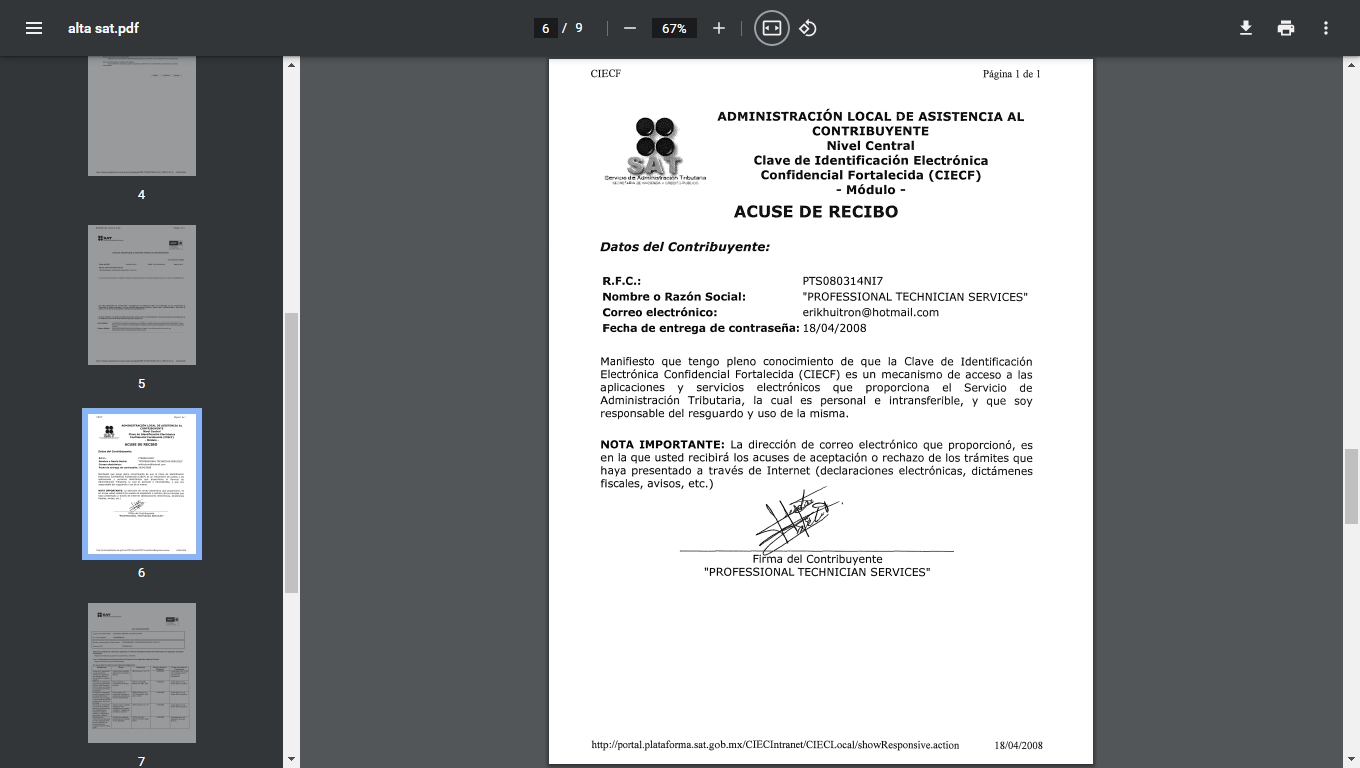 alta sat.pdf
6 / 9
67%
4
5
6
7
CIECF
Página 1 de 1
SAT
Servicio de Administración Tributaria
SECRETARIA DE HACIENDA Y CREDITO PUBLICO
ADMINISTRACIÓN LOCAL DE ASISTENCIA AL
CONTRIBUYENTE
Nivel Central
Clave de Identificación Electrónica
Confidencial Fortalecida (CIECF)
- Módulo -
ACUSE DE RECIBO
Datos del Contribuyente:
R.F.C.: PTS080314NI7
Nombre o Razón Social: "PROFESSIONAL TECHNICIAN SERVICES"
Correo electrónico: erikhuitron@hotmail.com
Fecha de entrega de contraseña: 18/04/2008
Manifiesto que tengo pleno conocimiento de que la Clave de Identificación
Electrónica Confidencial Fortalecida (CIECF) es un mecanismo de acceso a las
aplicaciones y servicios electrónicos que proporciona el Servicio de
Administración Tributaria, la cual es personal e intransferible, y que soy
responsable del resguardo y uso de la misma.
NOTA IMPORTANTE: La dirección de correo electrónico que proporcionó, es
en la que usted recibirá los acuses de aceptación o rechazo de los trámites que
haya presentado a través de Internet (declaraciones electrónicas, dictámenes
fiscales, avisos, etc.)
Firma del Contribuyente
"PROFESSIONAL TECHNICIAN SERVICES"
http://portal.plataforma.sat.gob.mx/CIECIntranet/CIECLocal/showResponsive.action
18/04/2008